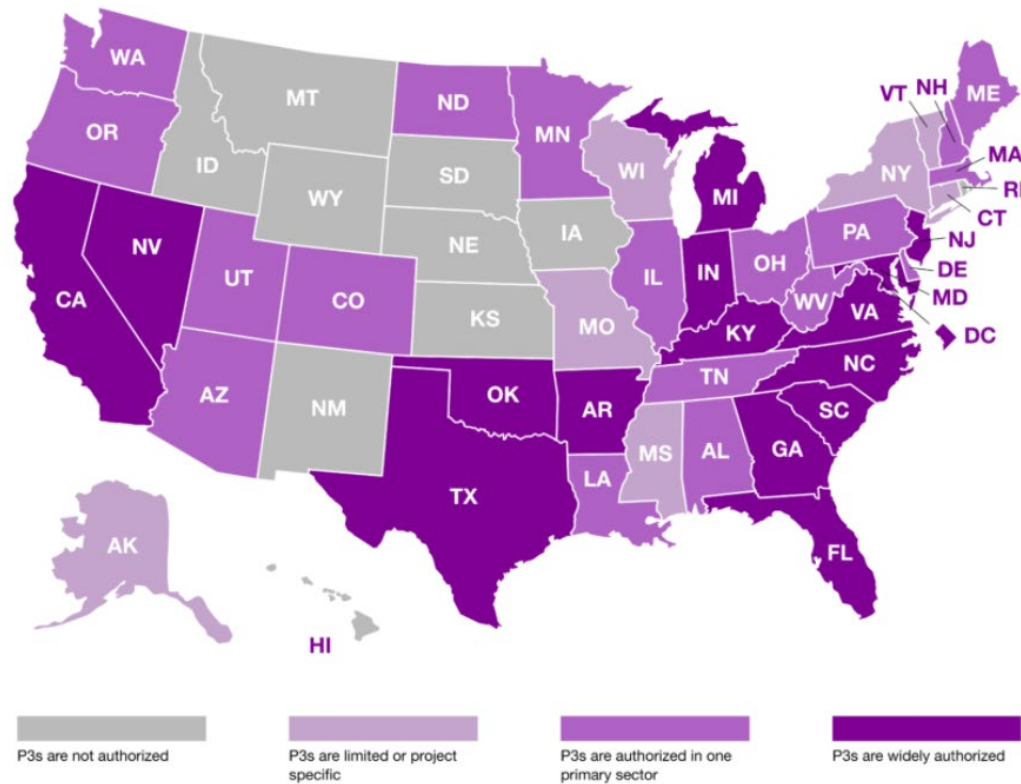 WA
MT
ND
MN
VT
NH
ME
OR
ID
SD
WI
NY
MA
WY
MI
RI
CT
NV
NE
IA
PA
NJ
UT
IL
IN
OH
DE
CA
CO
WV
MD
KS
MO
KY
VA
DC
AZ
NM
OK
AR
TN
NC
SC
MS
AL
GA
TX
LA
AK
FL
HI
P3s are not authorized
P3s are limited or project
specific
P3s are authorized in one
primary sector
P3s are widely authorized